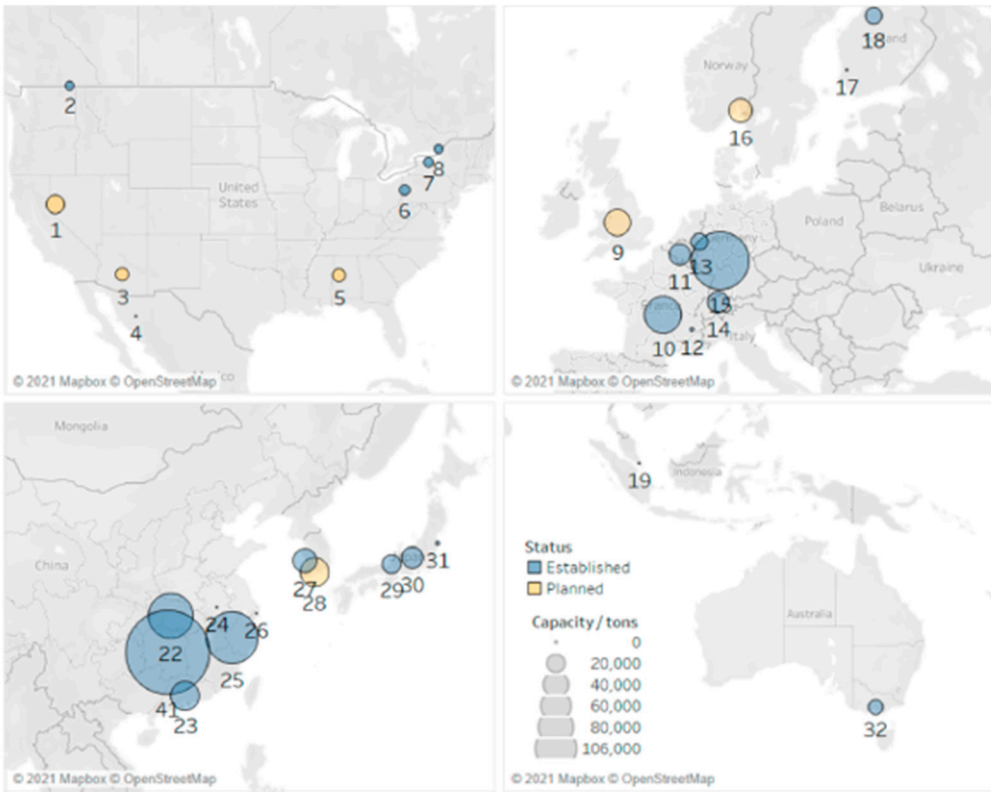 2
United
States
8
7
6
1
3
4
5
© 2021 Mapbox © OpenStreetMap
18
Norway
17
16
Poland
Belarus
9
13
11
Ukraine
15
14
10
12
Italy
© 2021 Mapbox © OpenStreetMap
Mongolia
China
31
27
29
30
28
24
26
22
25
41
23
© 2021 Mapbox © OpenStreetMap
19
Indonesia
Status
Established
Planned
Capacity/tons
0
20,000
40,000
60,000
80,000
106,000
Australia
32
© 2021 Mapbox © OpenStreetMap